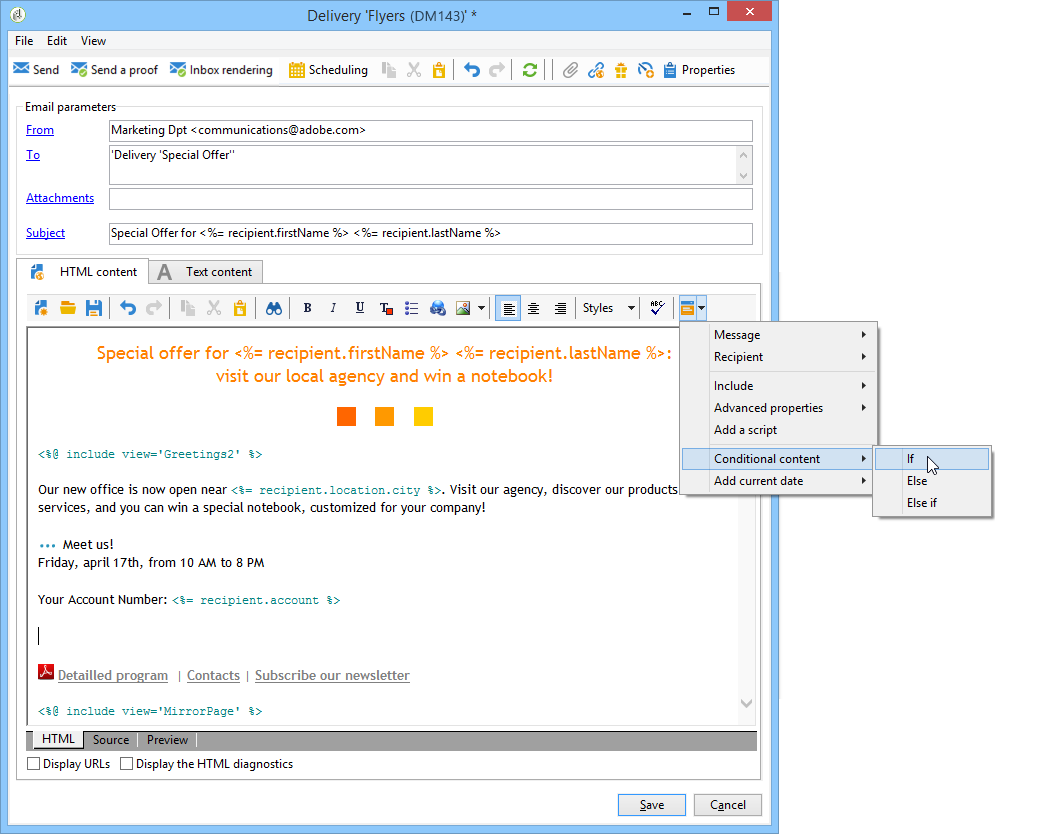 Delivery 'Flyers (DM143)' *
File Edit View
Send Send a proof Inbox rendering Scheduling Properties
Email parameters
From Marketing Dpt <communications@adobe.com>
To 'Delivery 'Special Offer''
Attachments
Subject Special Offer for <%= recipient.firstName %> <%= recipient.lastName %>
HTML content A Text content
B I U T Styles ABC
Message
Recipient
Include
Advanced properties
Add a script
Conditional content
Add current date
If
Else
Else if
Special offer for <%= recipient.firstName %> <%= recipient.lastName %>:
visit our local agency and win a notebook!
<%@ include view='Greetings2' %>
Our new office is now open near <%= recipient.location.city %>. Visit our agency, discover our products
services, and you can win a special notebook, customized for your company!
••• Meet us!
Friday, april 17th, from 10 AM to 8 PM
Your Account Number: <%= recipient.account %>
Detailled program | Contacts | Subscribe our newsletter
<%@ include view='MirrorPage' %>
HTML Source Preview
Display URLs Display the HTML diagnostics
Save Cancel